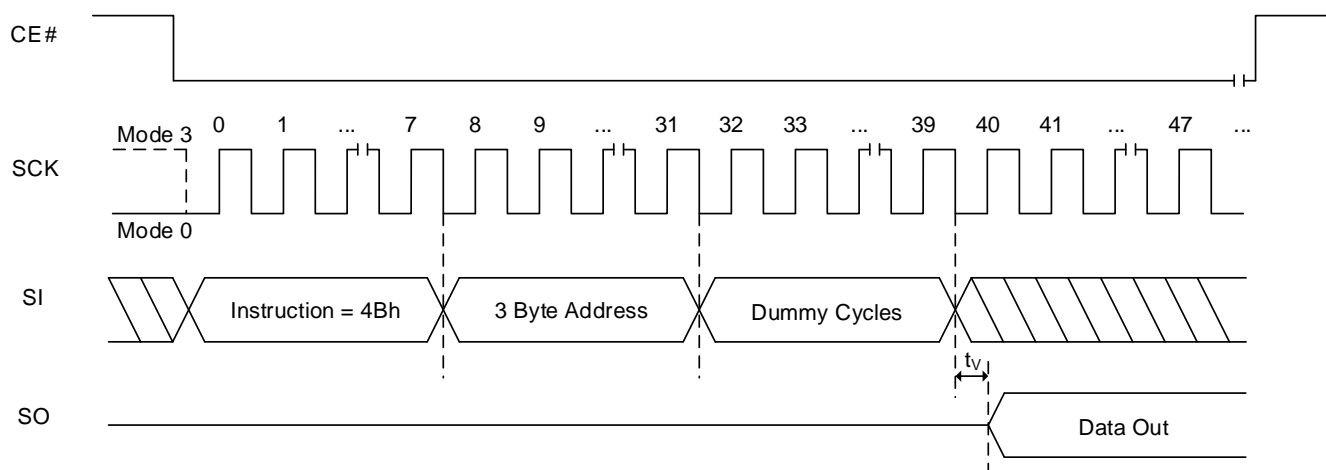 CE#
Mode 3 0 1 ... 7 8 9 ... 31 32 33 ... 39 40 41 ... 47 ...
SCK
Mode 0
SI Instruction = 4Bh 3 Byte Address Dummy Cycles
tV
SO Data Out